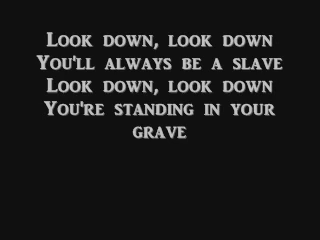 Look down, look down
You'll always be a slave
Look down, look down
You're standing in your
grave